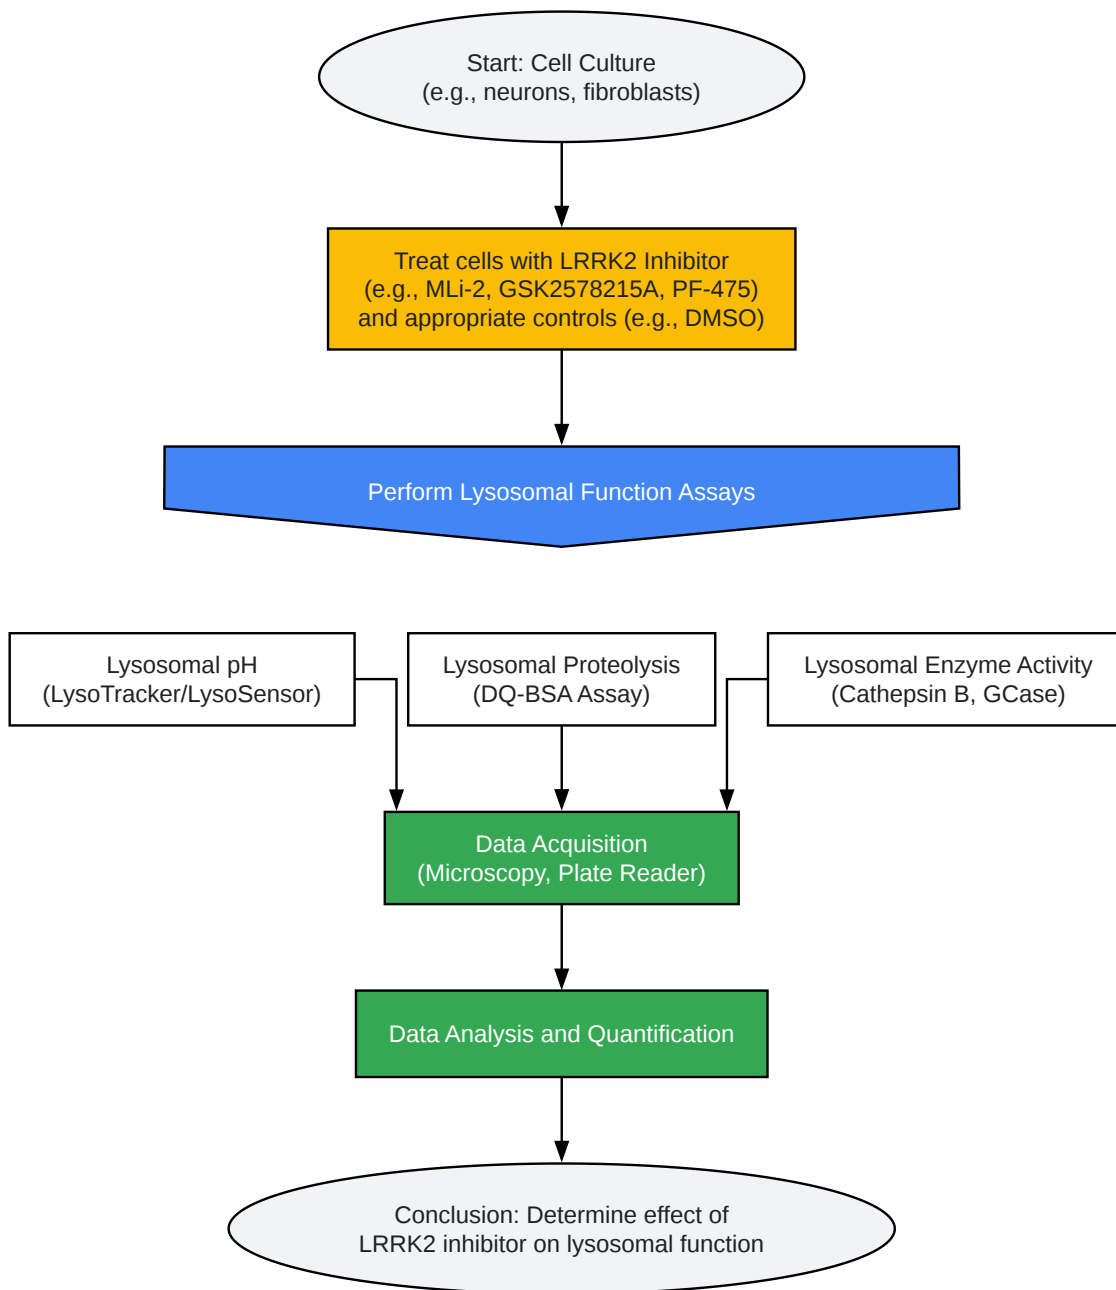 Start: Cell Culture
(e.g., neurons, fibroblasts)
Treat cells with LRRK2 Inhibitor
(e.g., MLi-2, GSK2578215A, PF-475)
and appropriate controls (e.g., DMSO)
Perform Lysosomal Function Assays
Lysosomal pH
(LysoTracker/LysoSensor)
Lysosomal Proteolysis
(DQ-BSA Assay)
Lysosomal Enzyme Activity
(Cathepsin B, GCase)
Data Acquisition
(Microscopy, Plate Reader)
Data Analysis and Quantification
Conclusion: Determine effect of
LRRK2 inhibitor on lysosomal function